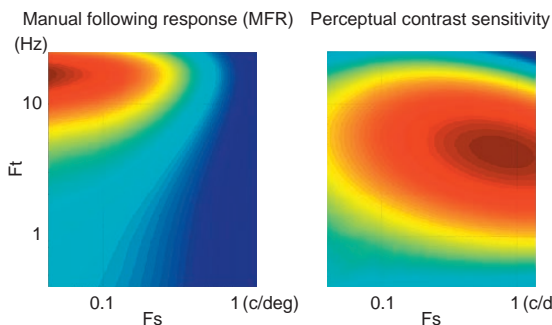 Manual following response (MFR) Perceptual contrast sensitivity
(Hz)
10
Ft
1
0.1 1 (c/deg) 0.1 1 (c/d
Fs Fs